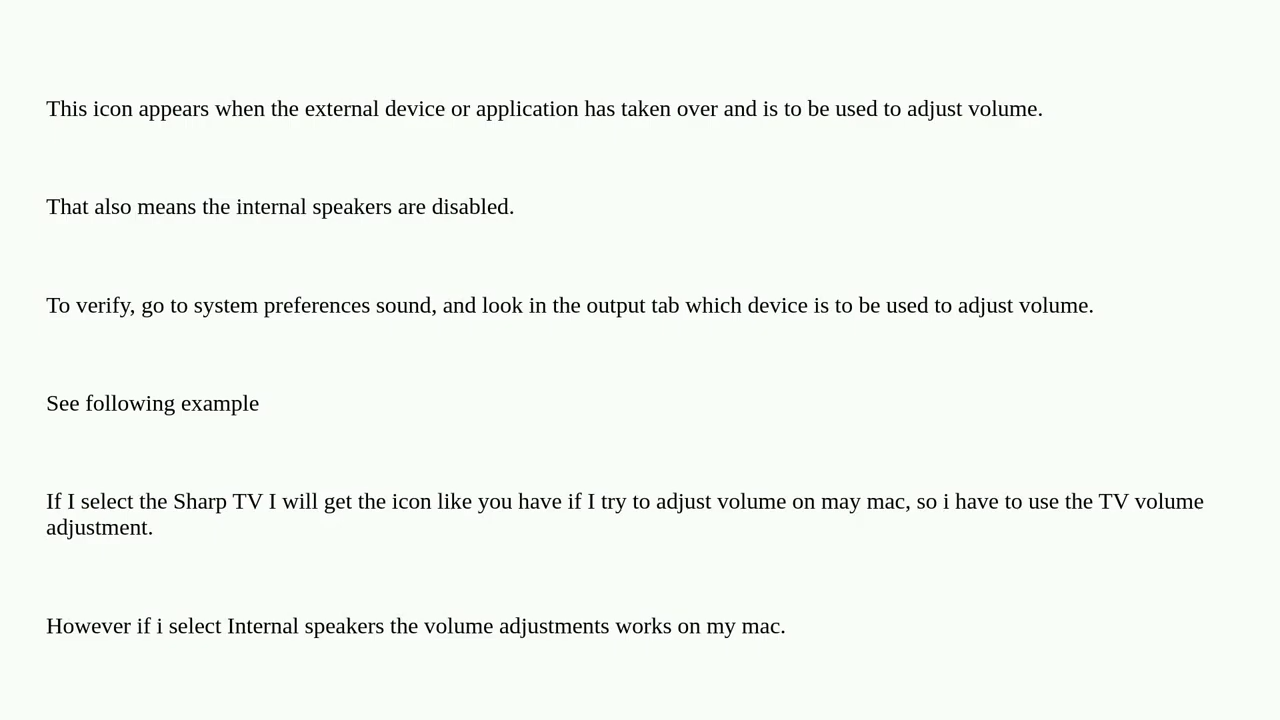 This icon appears when the external device or application has taken over and is to be used to adjust volume.
That also means the internal speakers are disabled.
To verify, go to system preferences sound, and look in the output tab which device is to be used to adjust volume.
See following example
If I select the Sharp TV I will get the icon like you have if I try to adjust volume on may mac, so i have to use the TV volume
adjustment.
However if i select Internal speakers the volume adjustments works on my mac.